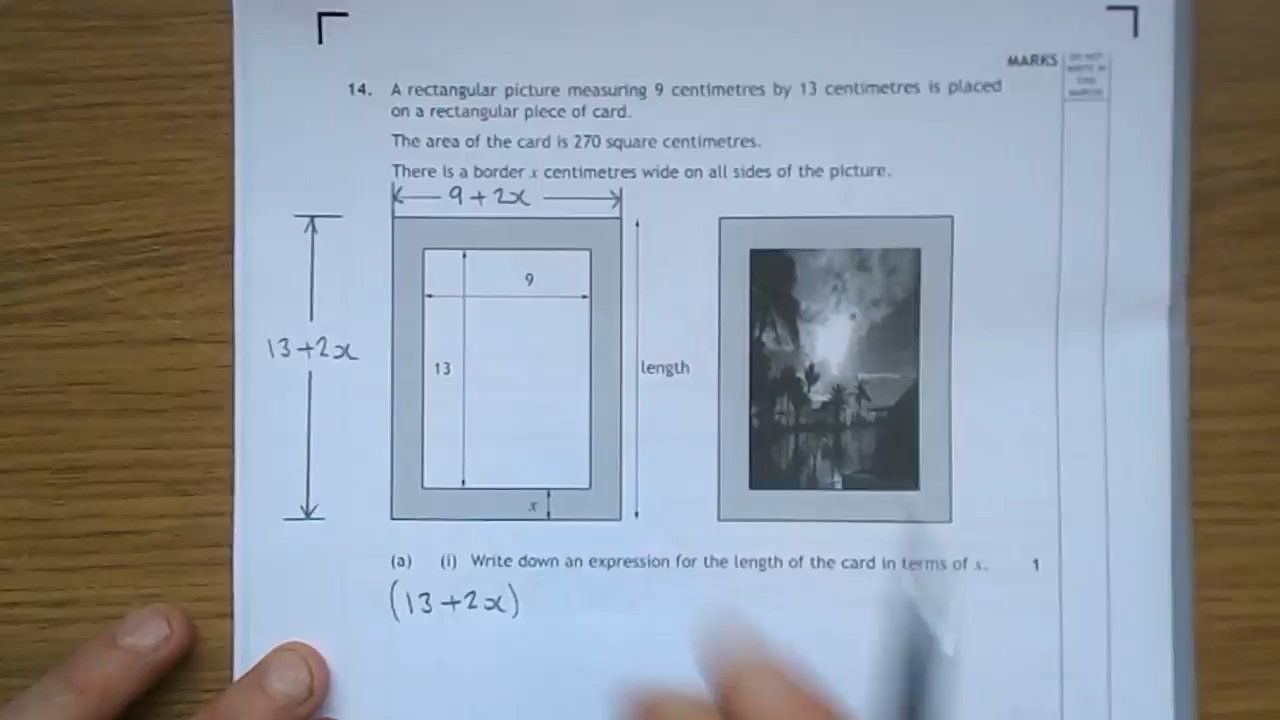 MARKS
14. A rectangular picture measuring 9 centimetres by 13 centimetres is placed
on a rectangular piece of card.
The area of the card is 270 square centimetres.
There is a border x centimetres wide on all sides of the picture.
9 + 2x
9
13 + 2x
13
length
x
(a) (i) Write down an expression for the length of the card in terms of x. 1
(13 + 2x)